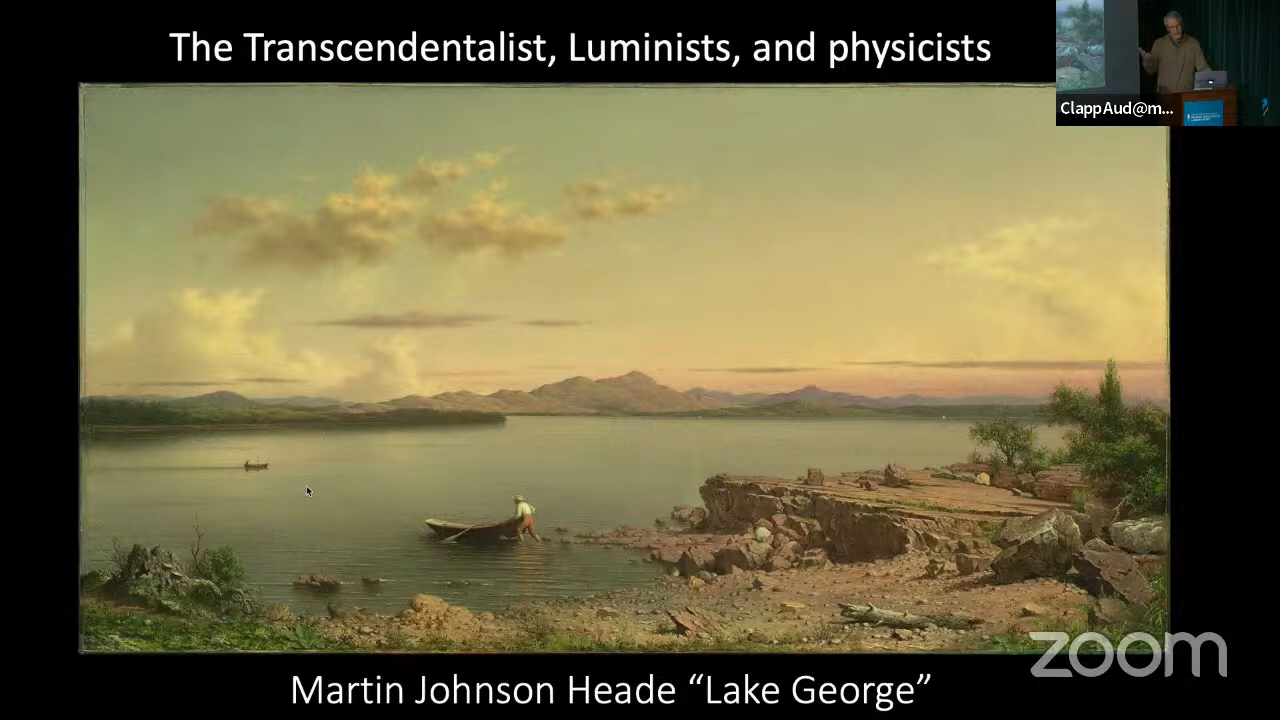 The Transcendentalist, Luminists, and physicists
ClappAud@m...
zoom
Martin Johnson Heade “Lake George”